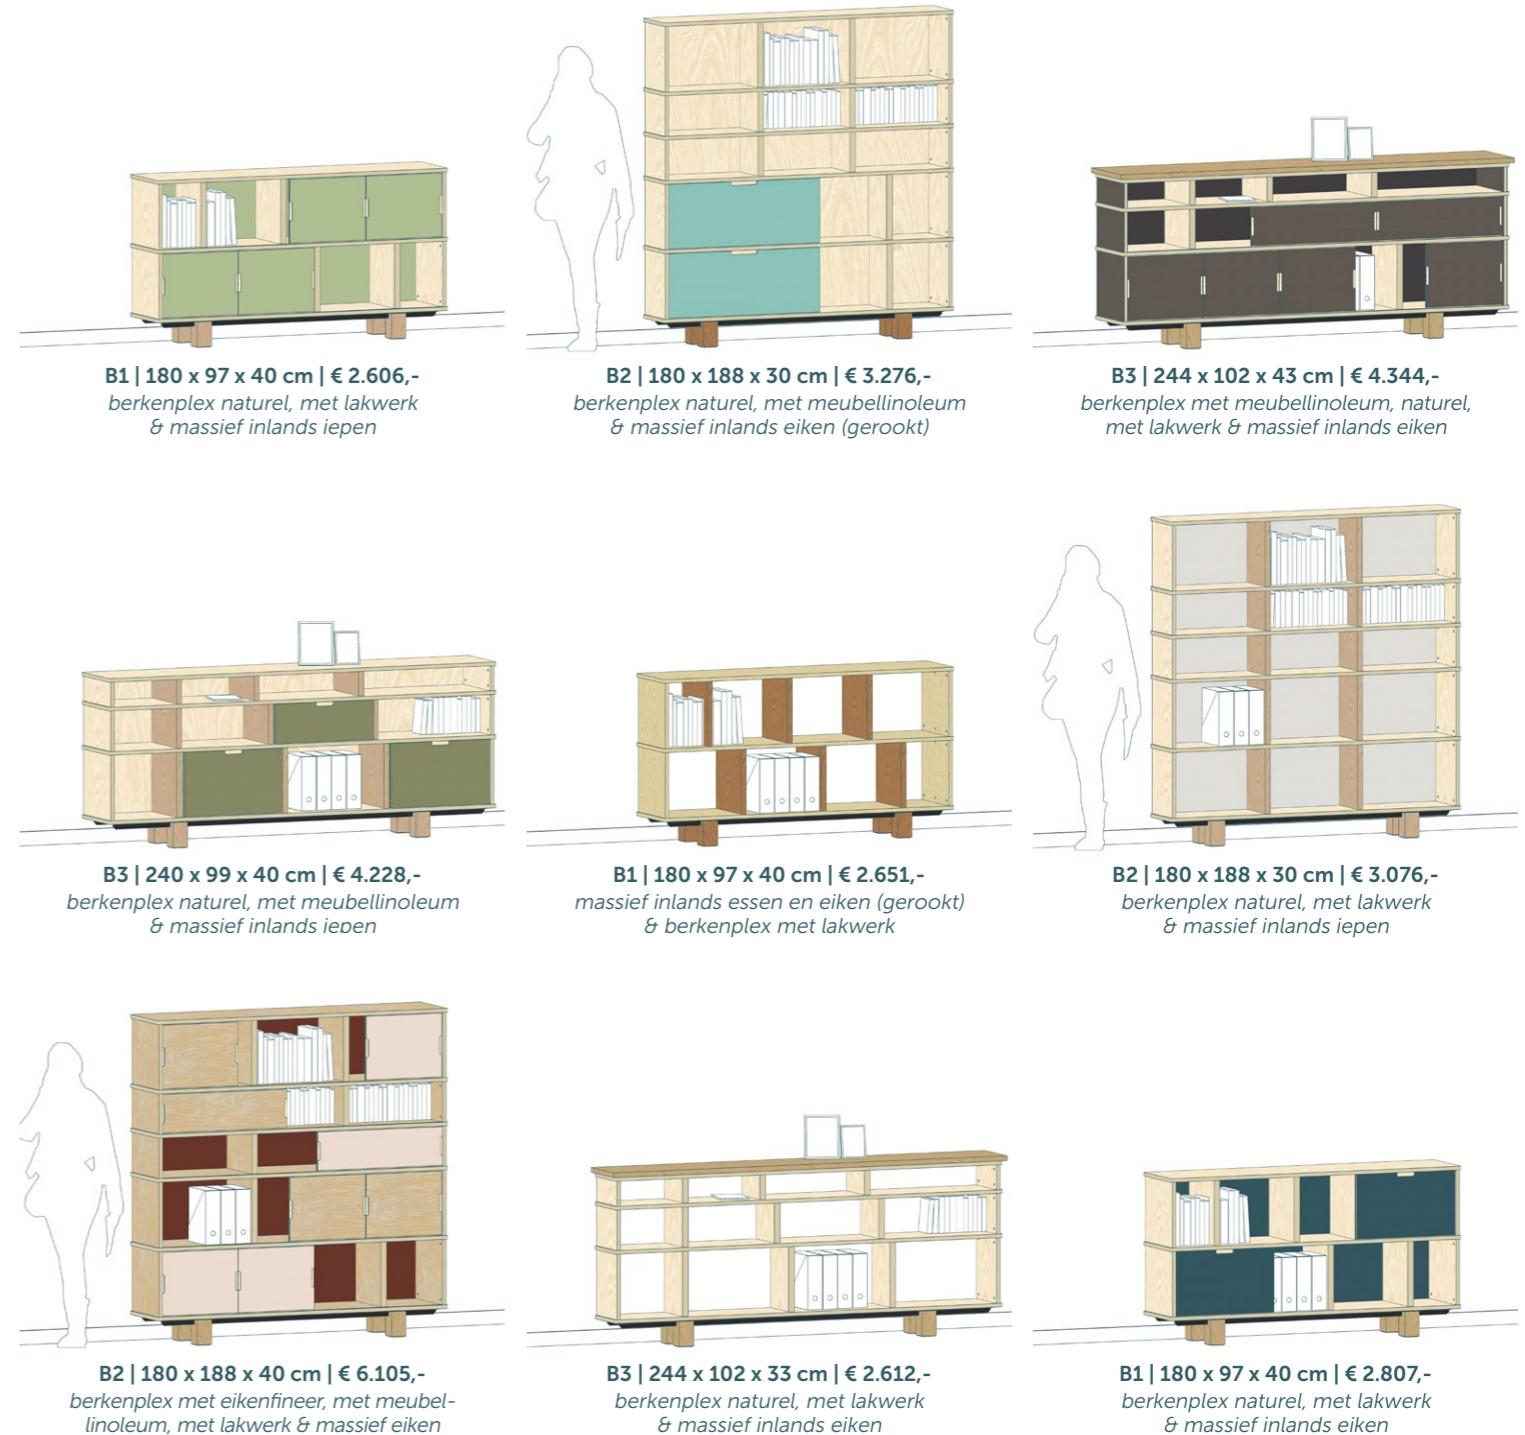 B1 | 180 x 97 x 40 cm | € 2.606,-
berkenplex naturel, met lakwerk
& massief inlands iepen
B2 | 180 x 188 x 30 cm | € 3.276,-
berkenplex naturel, met meubellinoleum
& massief inlands eiken (gerookt)
B3 | 244 x 102 x 43 cm | € 4.344,-
berkenplex met meubellinoleum, naturel,
met lakwerk & massief inlands eiken
B3 | 240 x 99 x 40 cm | € 4.228,-
berkenplex naturel, met meubellinoleum
& massief inlands iepen
B1 | 180 x 97 x 40 cm | € 2.651,-
massief inlands essen en eiken (gerookt)
& berkenplex met lakwerk
B2 | 180 x 188 x 30 cm | € 3.076,-
berkenplex naturel, met lakwerk
& massief inlands iepen
B2 | 180 x 188 x 40 cm | € 6.105,-
berkenplex met eikenfineer, met meubel-
linoleum, met lakwerk & massief eiken
B3 | 244 x 102 x 33 cm | € 2.612,-
berkenplex naturel, met lakwerk
& massief inlands eiken
B1 | 180 x 97 x 40 cm | € 2.807,-
berkenplex naturel, met lakwerk
& massief inlands eiken